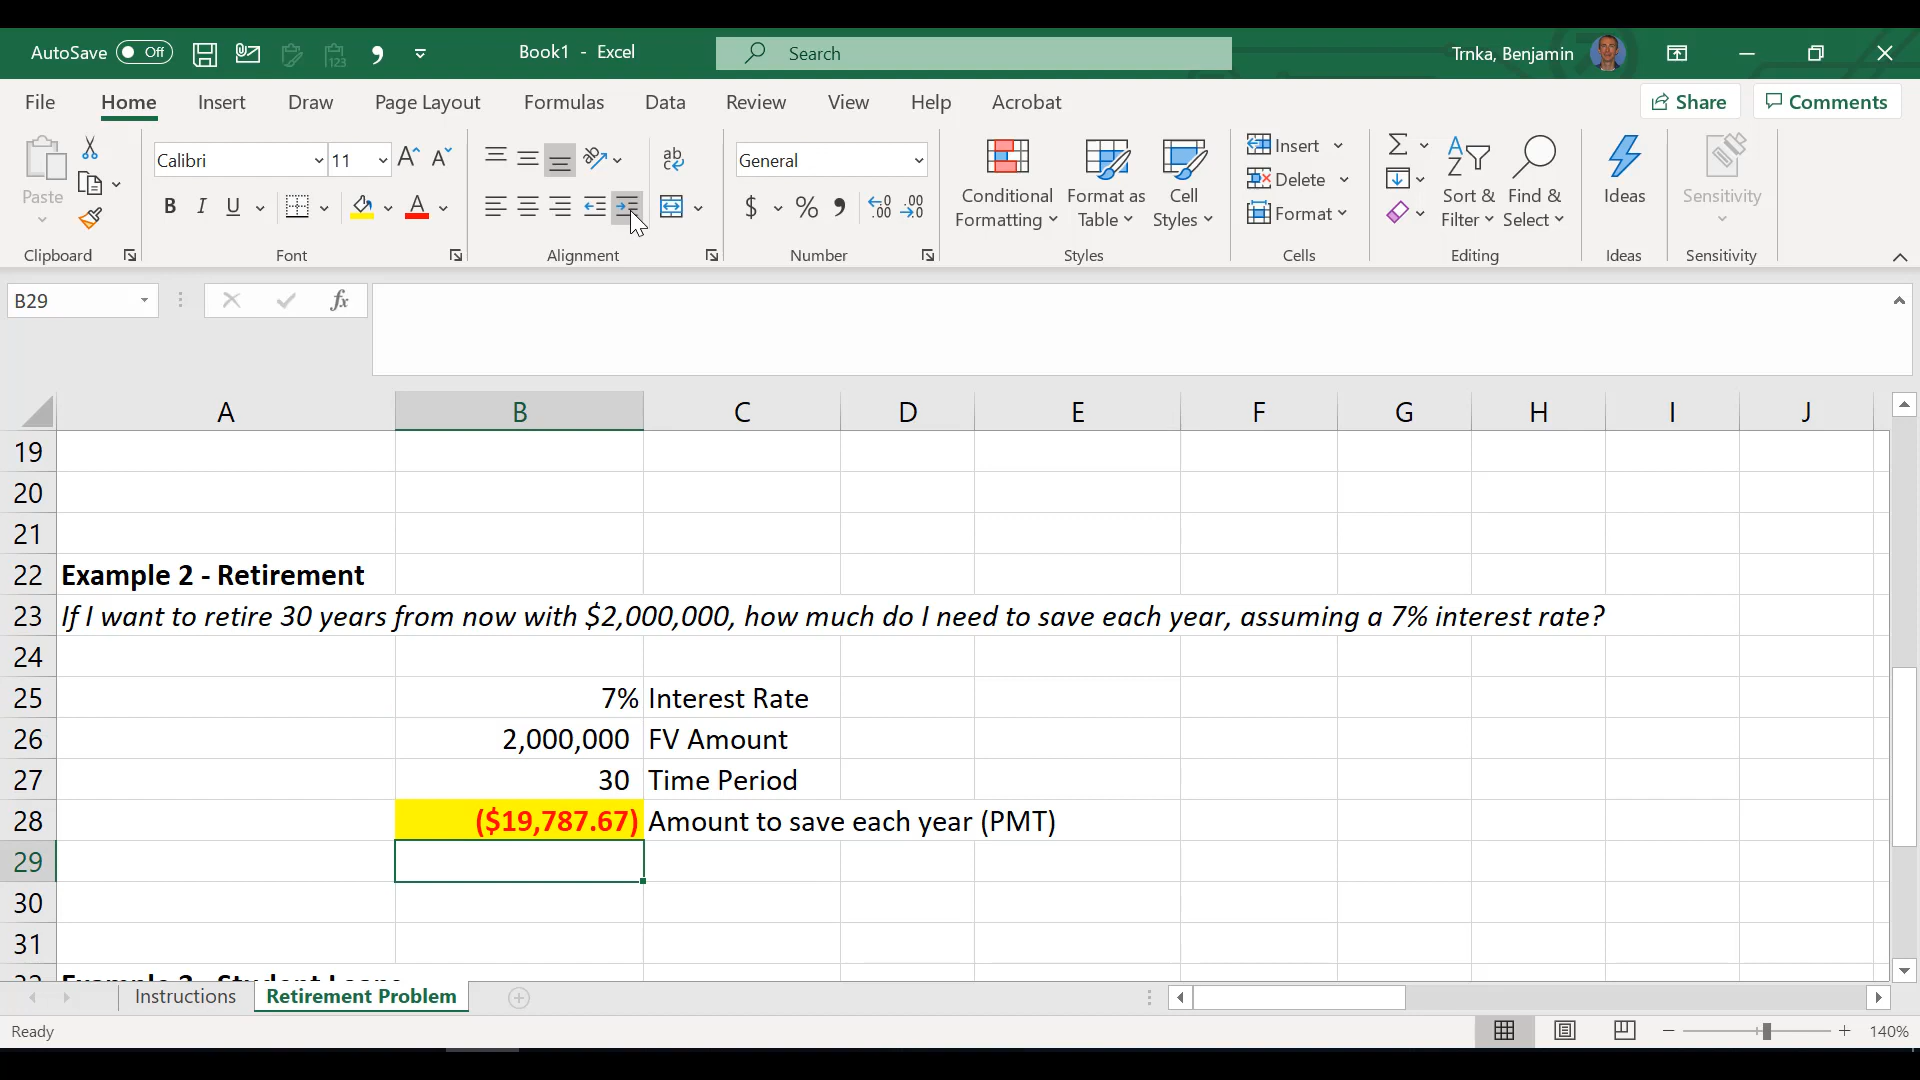 AutoSave Off Book1 - Excel Search Trnka, Benjamin
File Home Insert Draw Page Layout Formulas Data Review View Help Acrobat Share Comments
Paste
Clipboard
Calibri 11
B I U A
Font
ab
Alignment
General
$ % 9 .00
Number
Conditional Formatting
Format as Table
Cell Styles
Styles
Insert
Delete
Format
Cells
Sort & Filter
Find & Select
Editing
Ideas
Ideas
Sensitivity
Sensitivity
B29 fx
A B C D E F G H I J
19
20
21
22 Example 2 - Retirement
23 If I want to retire 30 years from now with $2,000,000, how much do I need to save each year, assuming a 7% interest rate?
24
25 7% Interest Rate
26 2,000,000 FV Amount
27 30 Time Period
28 ($19,787.67) Amount to save each year (PMT)
29
30
31
Instructions Retirement Problem
Ready 140%